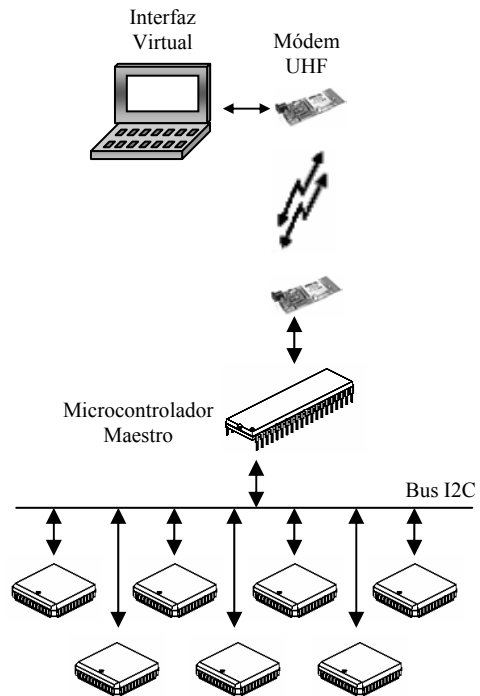 Interfaz
Virtual
Módem
UHF
Microcontrolador
Maestro
Bus I2C